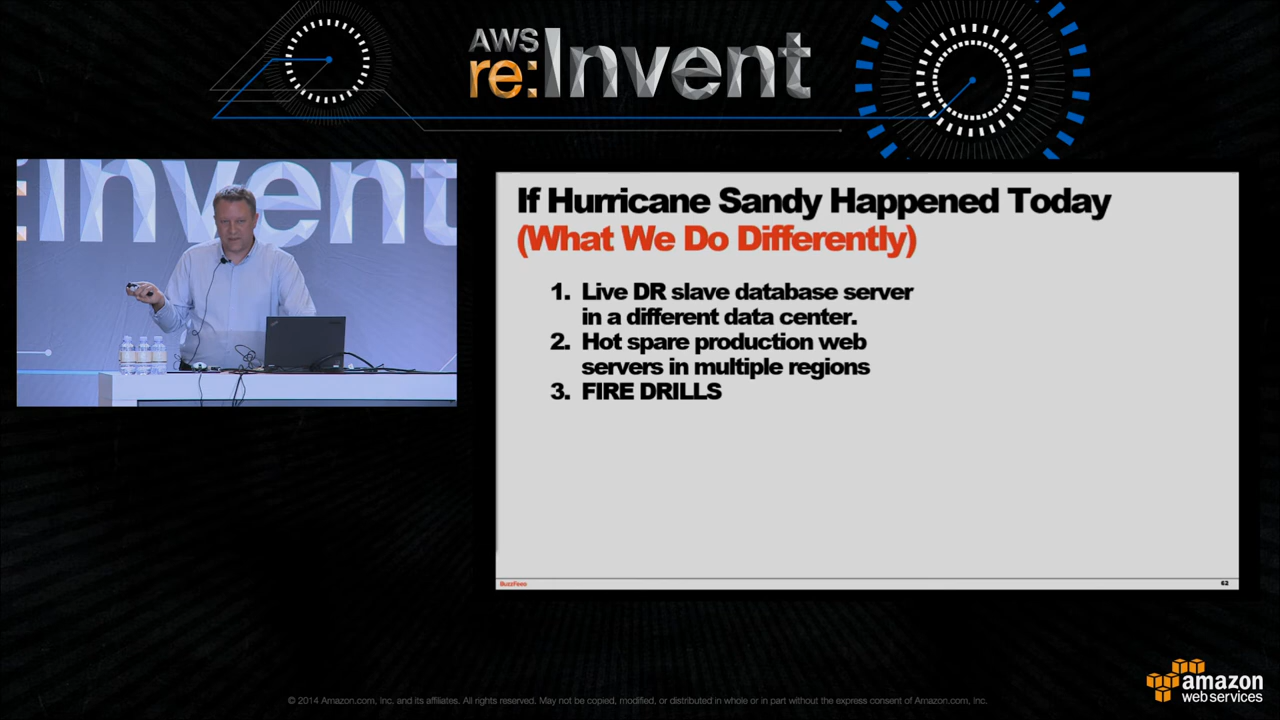 AWS
re:Invent
:Invent
If Hurricane Sandy Happened Today
(What We Do Differently)
1. Live DR slave database server
in a different data center.
2. Hot spare production web
servers in multiple regions
3. FIRE DRILLS
BuzzFeed
62
© 2014 Amazon.com, Inc. and its affiliates. All rights reserved. May not be copied, modified, or distributed in whole or in part without the express consent of Amazon.com, Inc.
amazon
web services